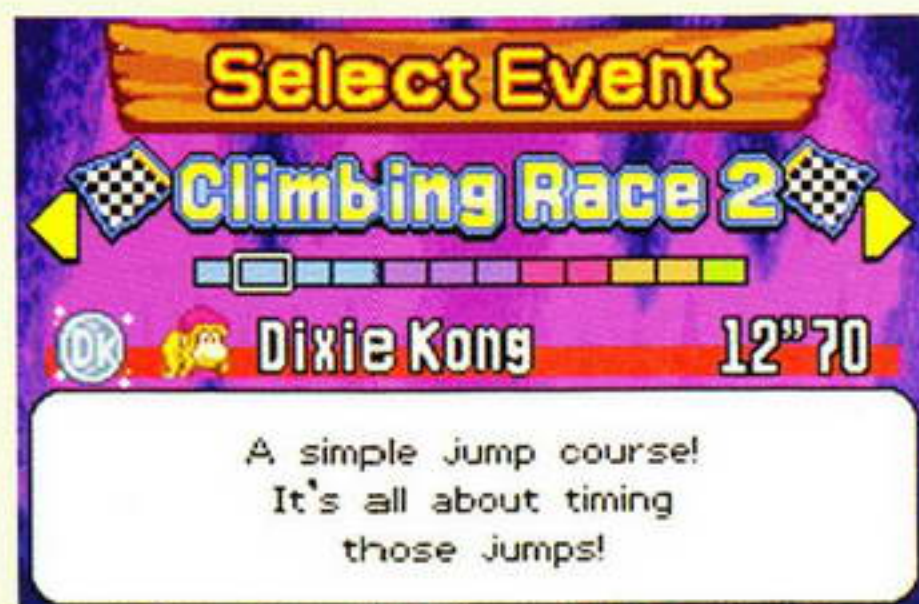 Select Event
Climbing Race 2
DK Dixie Kong 12"70
A simple jump course!
It's all about timing
those jumps!